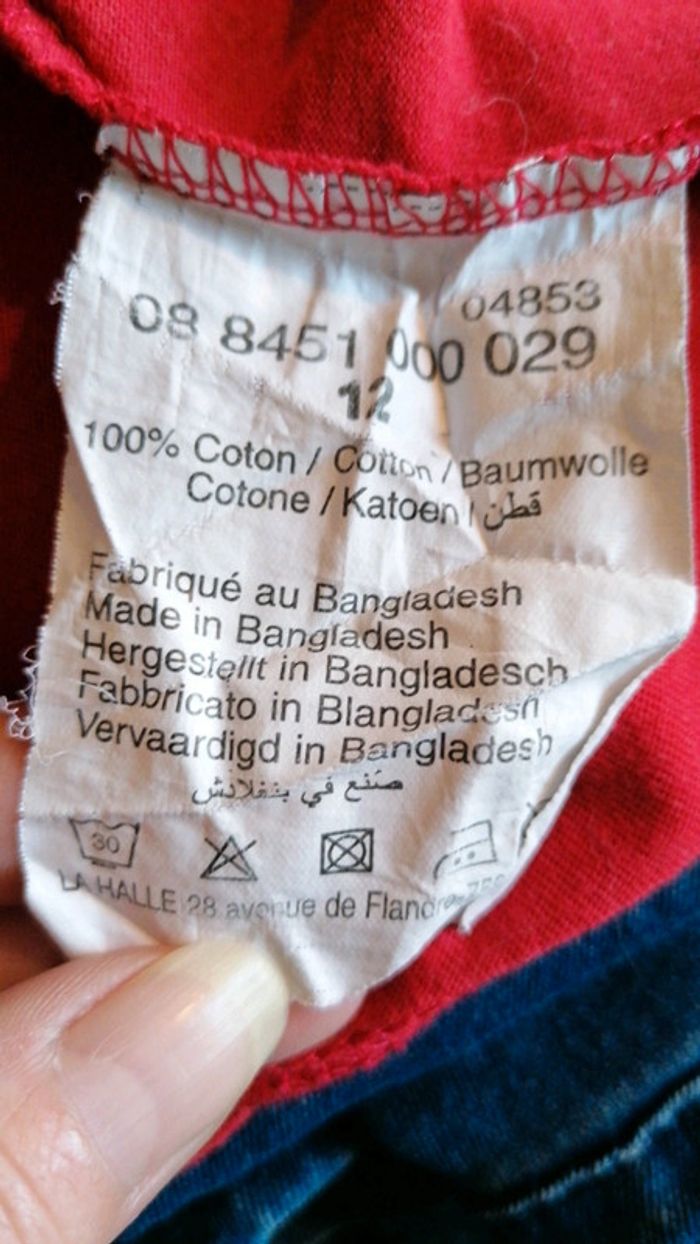 04853
08 8451 000 029
12
100% Coton / Cotton / Baumwolle
Cotone / Katoen / قطن
Fabriqué au Bangladesh
Made in Bangladesh
Hergestellt in Bangladesch
Fabbricato in Blangladesh
Vervaardigd in Bangladesh
صنع في بنغلادش
30
LA HALLE 28 avenue de Flandre